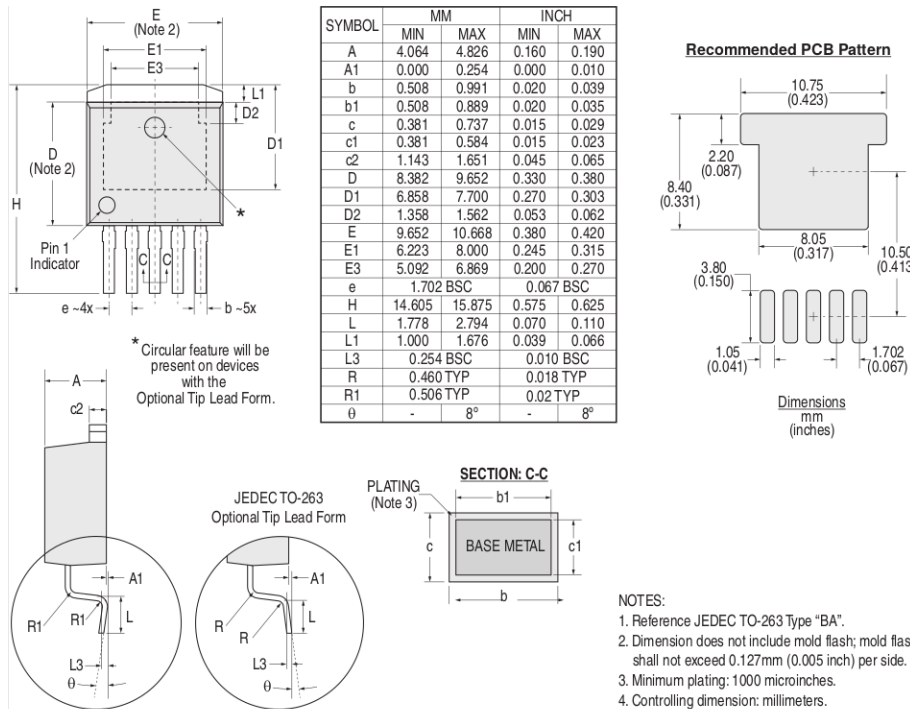 E
(Note 2)
E1
E3
L1
D2
D1
D
(Note 2)
H
*
Pin 1
Indicator
C C
e ~4x
b ~5x
* Circular feature will be
present on devices
with the
Optional Tip Lead Form.
SYMBOL MM INCH
MIN MAX MIN MAX
A 4.064 4.826 0.160 0.190
A1 0.000 0.254 0.000 0.010
b 0.508 0.991 0.020 0.039
b1 0.508 0.889 0.020 0.035
c 0.381 0.737 0.015 0.029
c1 0.381 0.584 0.015 0.023
c2 1.143 1.651 0.045 0.065
D 8.382 9.652 0.330 0.380
D1 6.858 7.700 0.270 0.303
D2 1.358 1.562 0.053 0.062
E 9.652 10.668 0.380 0.420
E1 6.223 8.000 0.245 0.315
E3 5.092 6.869 0.200 0.270
e 1.702 BSC 0.067 BSC
H 14.605 15.875 0.575 0.625
L 1.778 2.794 0.070 0.110
L1 1.000 1.676 0.039 0.066
L3 0.254 BSC 0.010 BSC
R 0.460 TYP 0.018 TYP
R1 0.506 TYP 0.02 TYP
θ - 8° - 8°
Recommended PCB Pattern
10.75
(0.423)
2.20
(0.087)
8.40
(0.331)
8.05
(0.317)
10.50
(0.413
3.80
(0.150)
1.05
(0.041)
1.702
(0.067)
Dimensions
mm
(inches)
A
c2
A1
R1
R1
L
L3
θ
JEDEC TO-263
Optional Tip Lead Form
A1
R
R
L
L3
θ
SECTION: C-C
PLATING
(Note 3)
b1
c
BASE METAL
c1
b
NOTES:
1. Reference JEDEC TO-263 Type “BA”.
2. Dimension does not include mold flash; mold flas
shall not exceed 0.127mm (0.005 inch) per side.
3. Minimum plating: 1000 microinches.
4. Controlling dimension: millimeters.